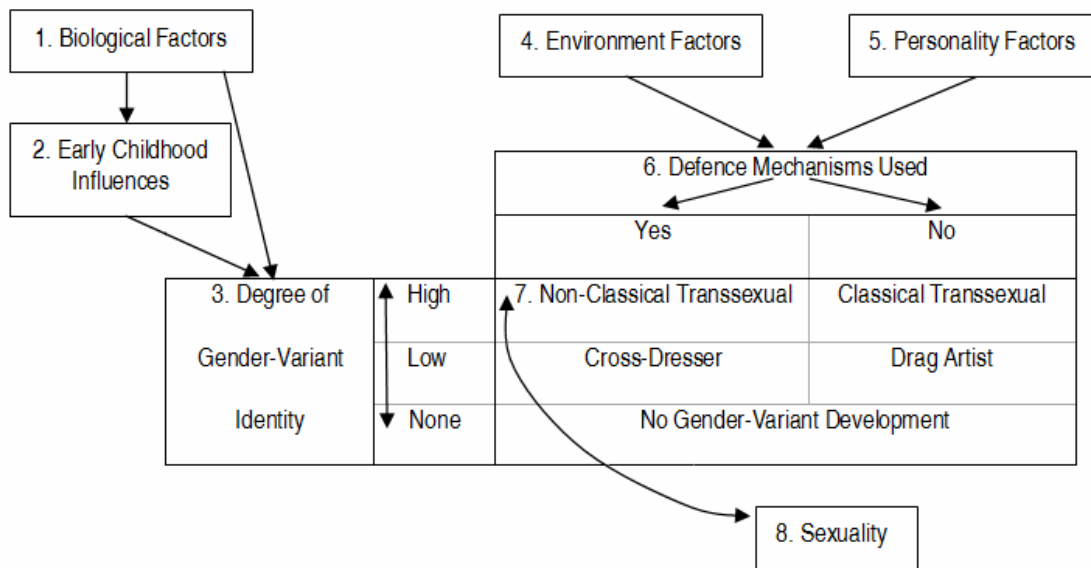 1. Biological Factors
4. Environment Factors
5. Personality Factors
2. Early Childhood
Influences
6. Defence Mechanisms Used
Yes
No
3. Degree of
Gender-Variant
Identity
High
7. Non-Classical Transsexual
Classical Transsexual
Low
Cross-Dresser
Drag Artist
None
No Gender-Variant Development
8. Sexuality